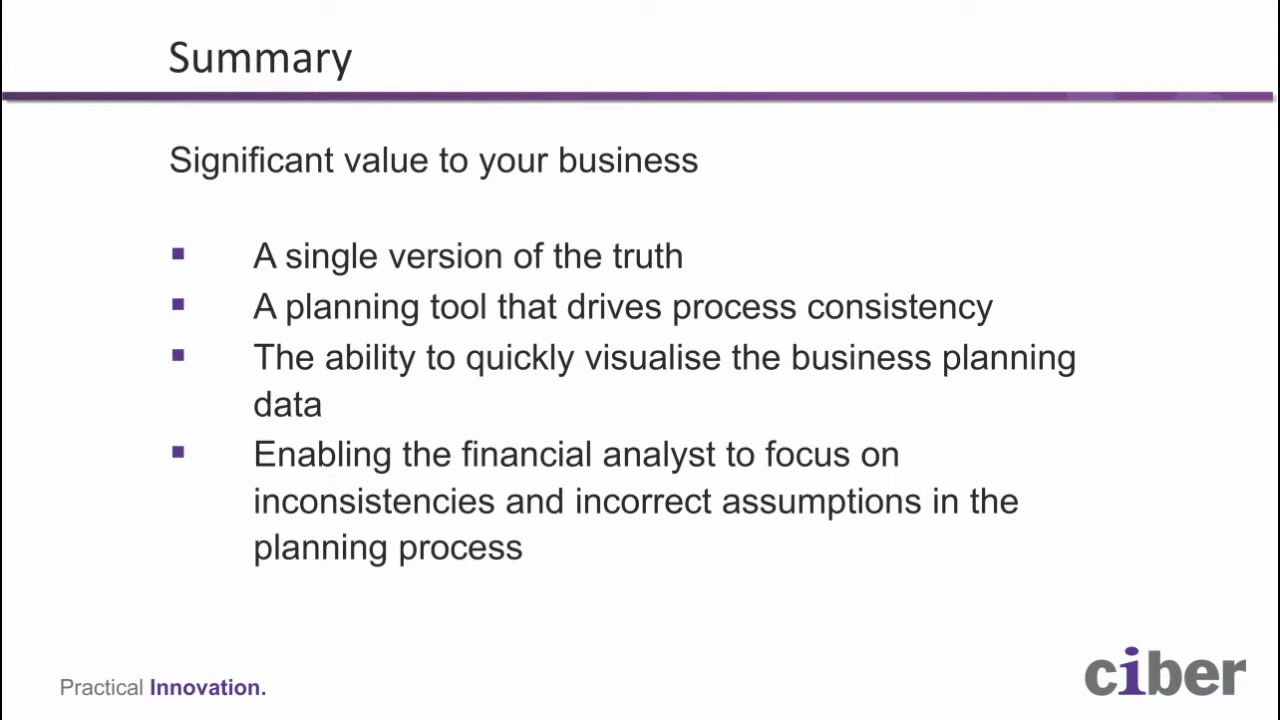 Summary
Significant value to your business
▪ A single version of the truth
▪ A planning tool that drives process consistency
▪ The ability to quickly visualise the business planning
data
▪ Enabling the financial analyst to focus on
inconsistencies and incorrect assumptions in the
planning process
Practical Innovation.
ciber